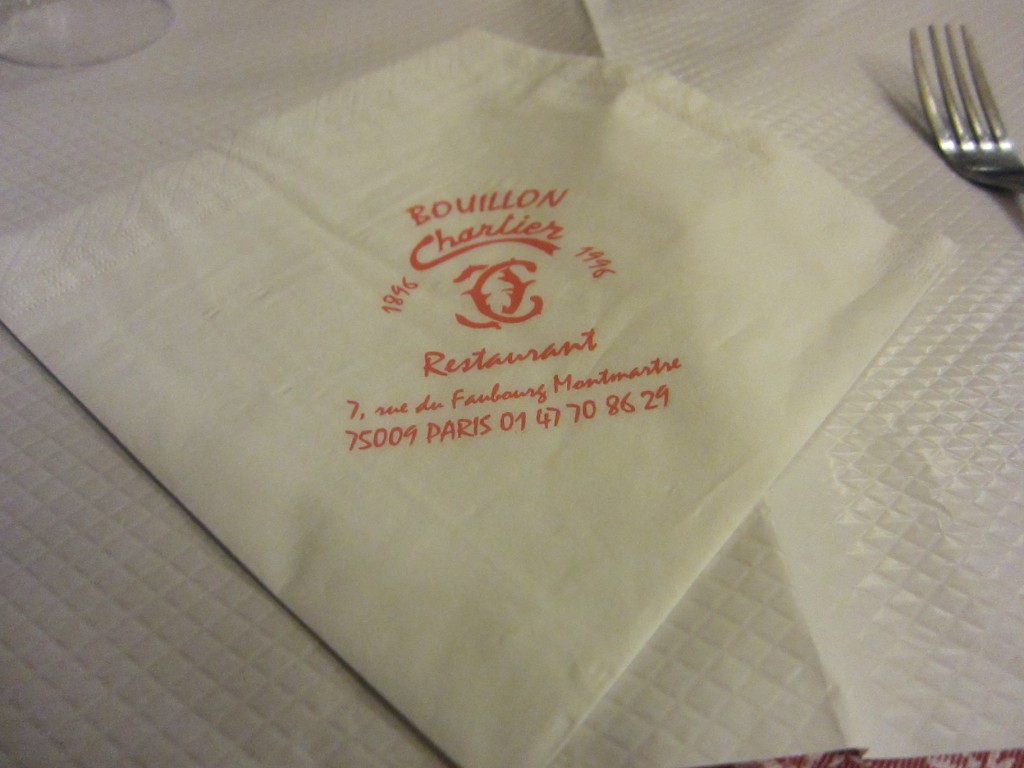 BOUILLON
Chartier
1896 1996
Restaurant
7, rue du Faubourg Montmartre
75009 PARIS 01 47 70 86 29